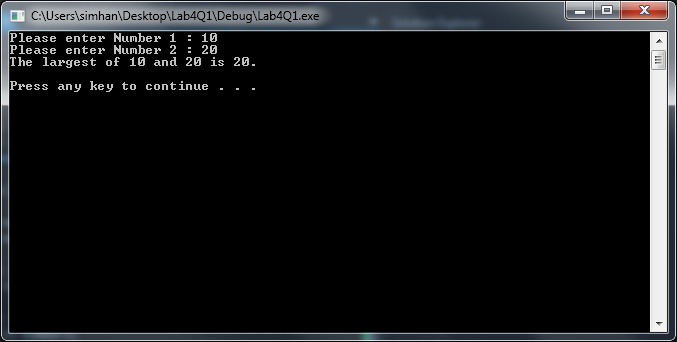 C:\Users\simhan\Desktop\Lab4Q1\Debug\Lab4Q1.exe
Please enter Number 1 : 10
Please enter Number 2 : 20
The largest of 10 and 20 is 20.
Press any key to continue . . .